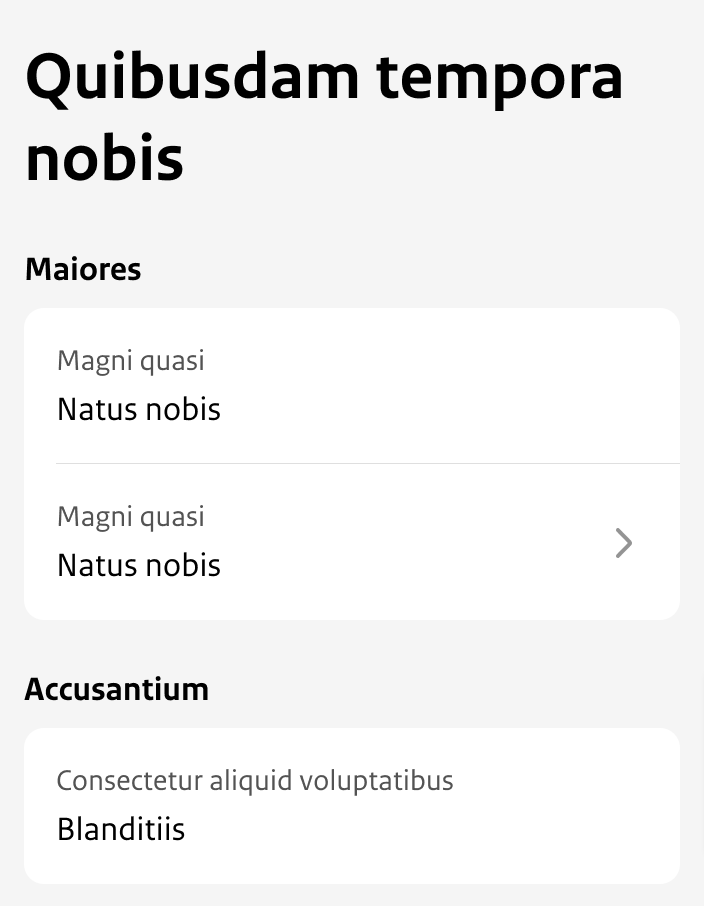 Quibusdam tempora
nobis
Maiores
Magni quasi
Natus nobis
Magni quasi
Natus nobis
Accusantium
Consectetur aliquid voluptatibus
Blanditiis